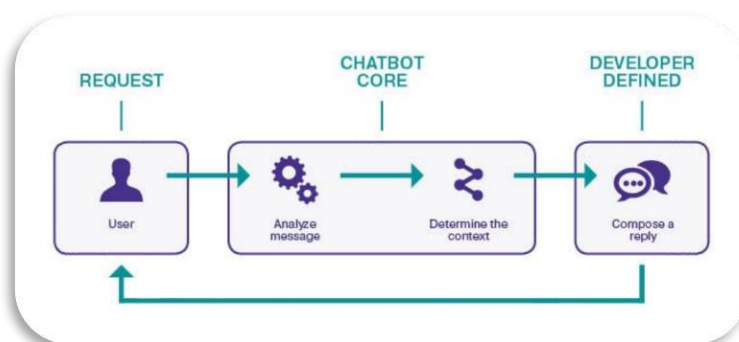 REQUEST
CHATBOT
CORE
DEVELOPER
DEFINED
User
Analyze
message
Determine the
context
Compose a
reply